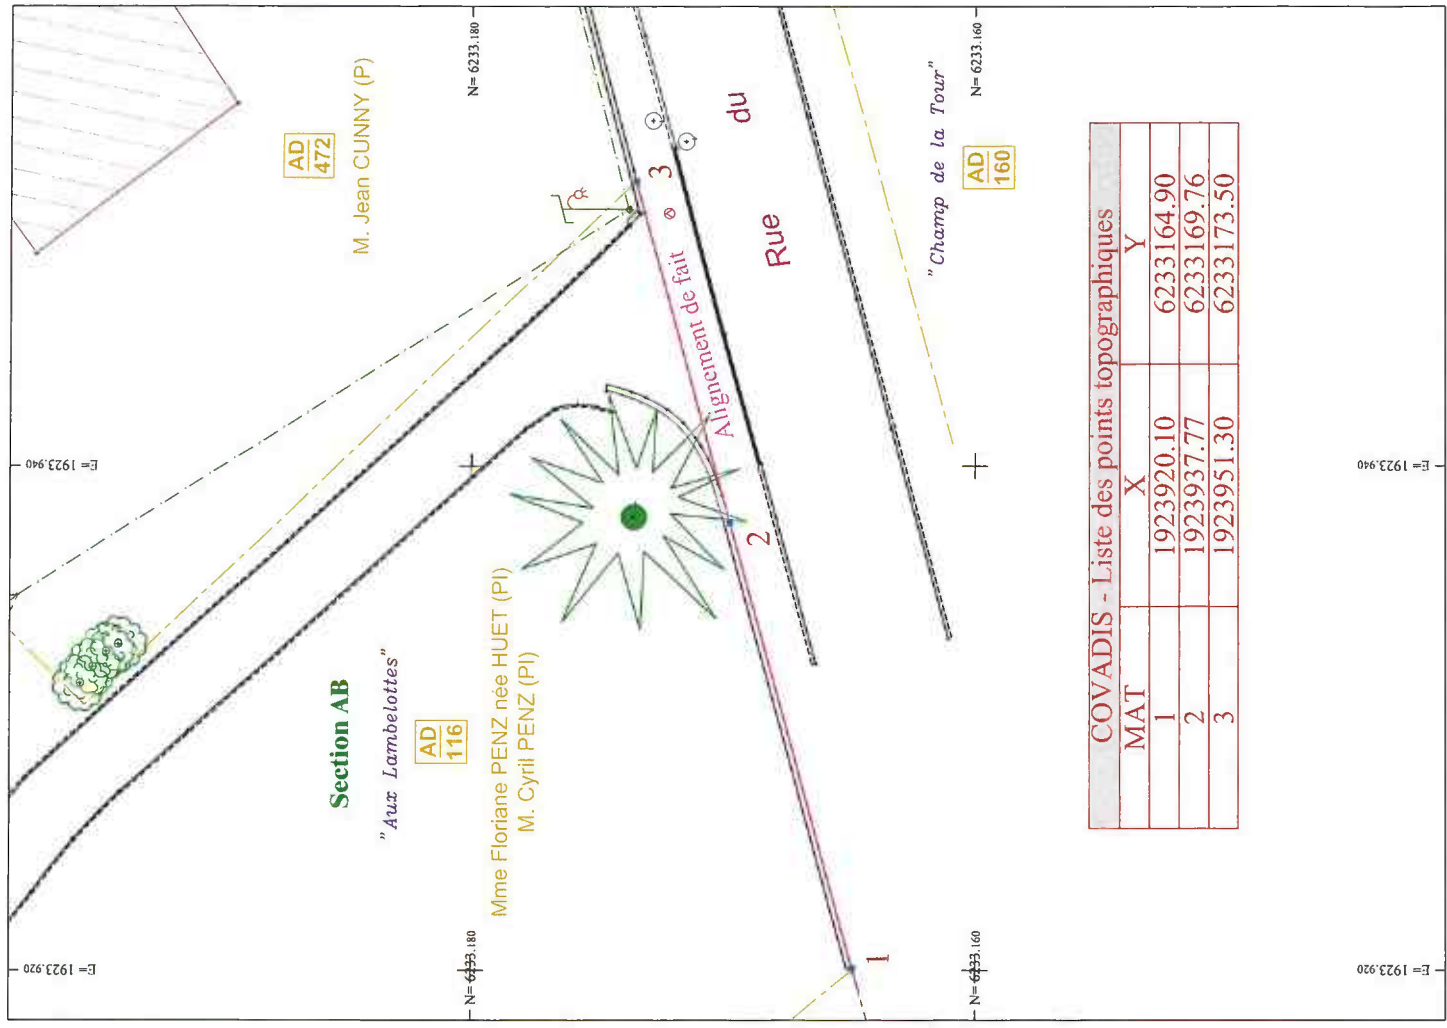 N= 6233.180
N= 6233.160
AD
472
M. Jean CUNNY (P)
3
du
Rue
Alignement de fait
"Champ de la Tour"
AD
160
E= 1923.940
E= 1923.940
2
Section AB
"Aux Lambelottes"
AD
116
Mme Floriane PENZ née HUET (PI)
M. Cyril PENZ (PI)
1
N= 6233.180
N= 6233.160
E= 1923.920
E= 1923.920
COVADIS - Liste des points topographiques
MAT X Y
1 1923920.10 6233164.90
2 1923937.77 6233169.76
3 1923951.30 6233173.50